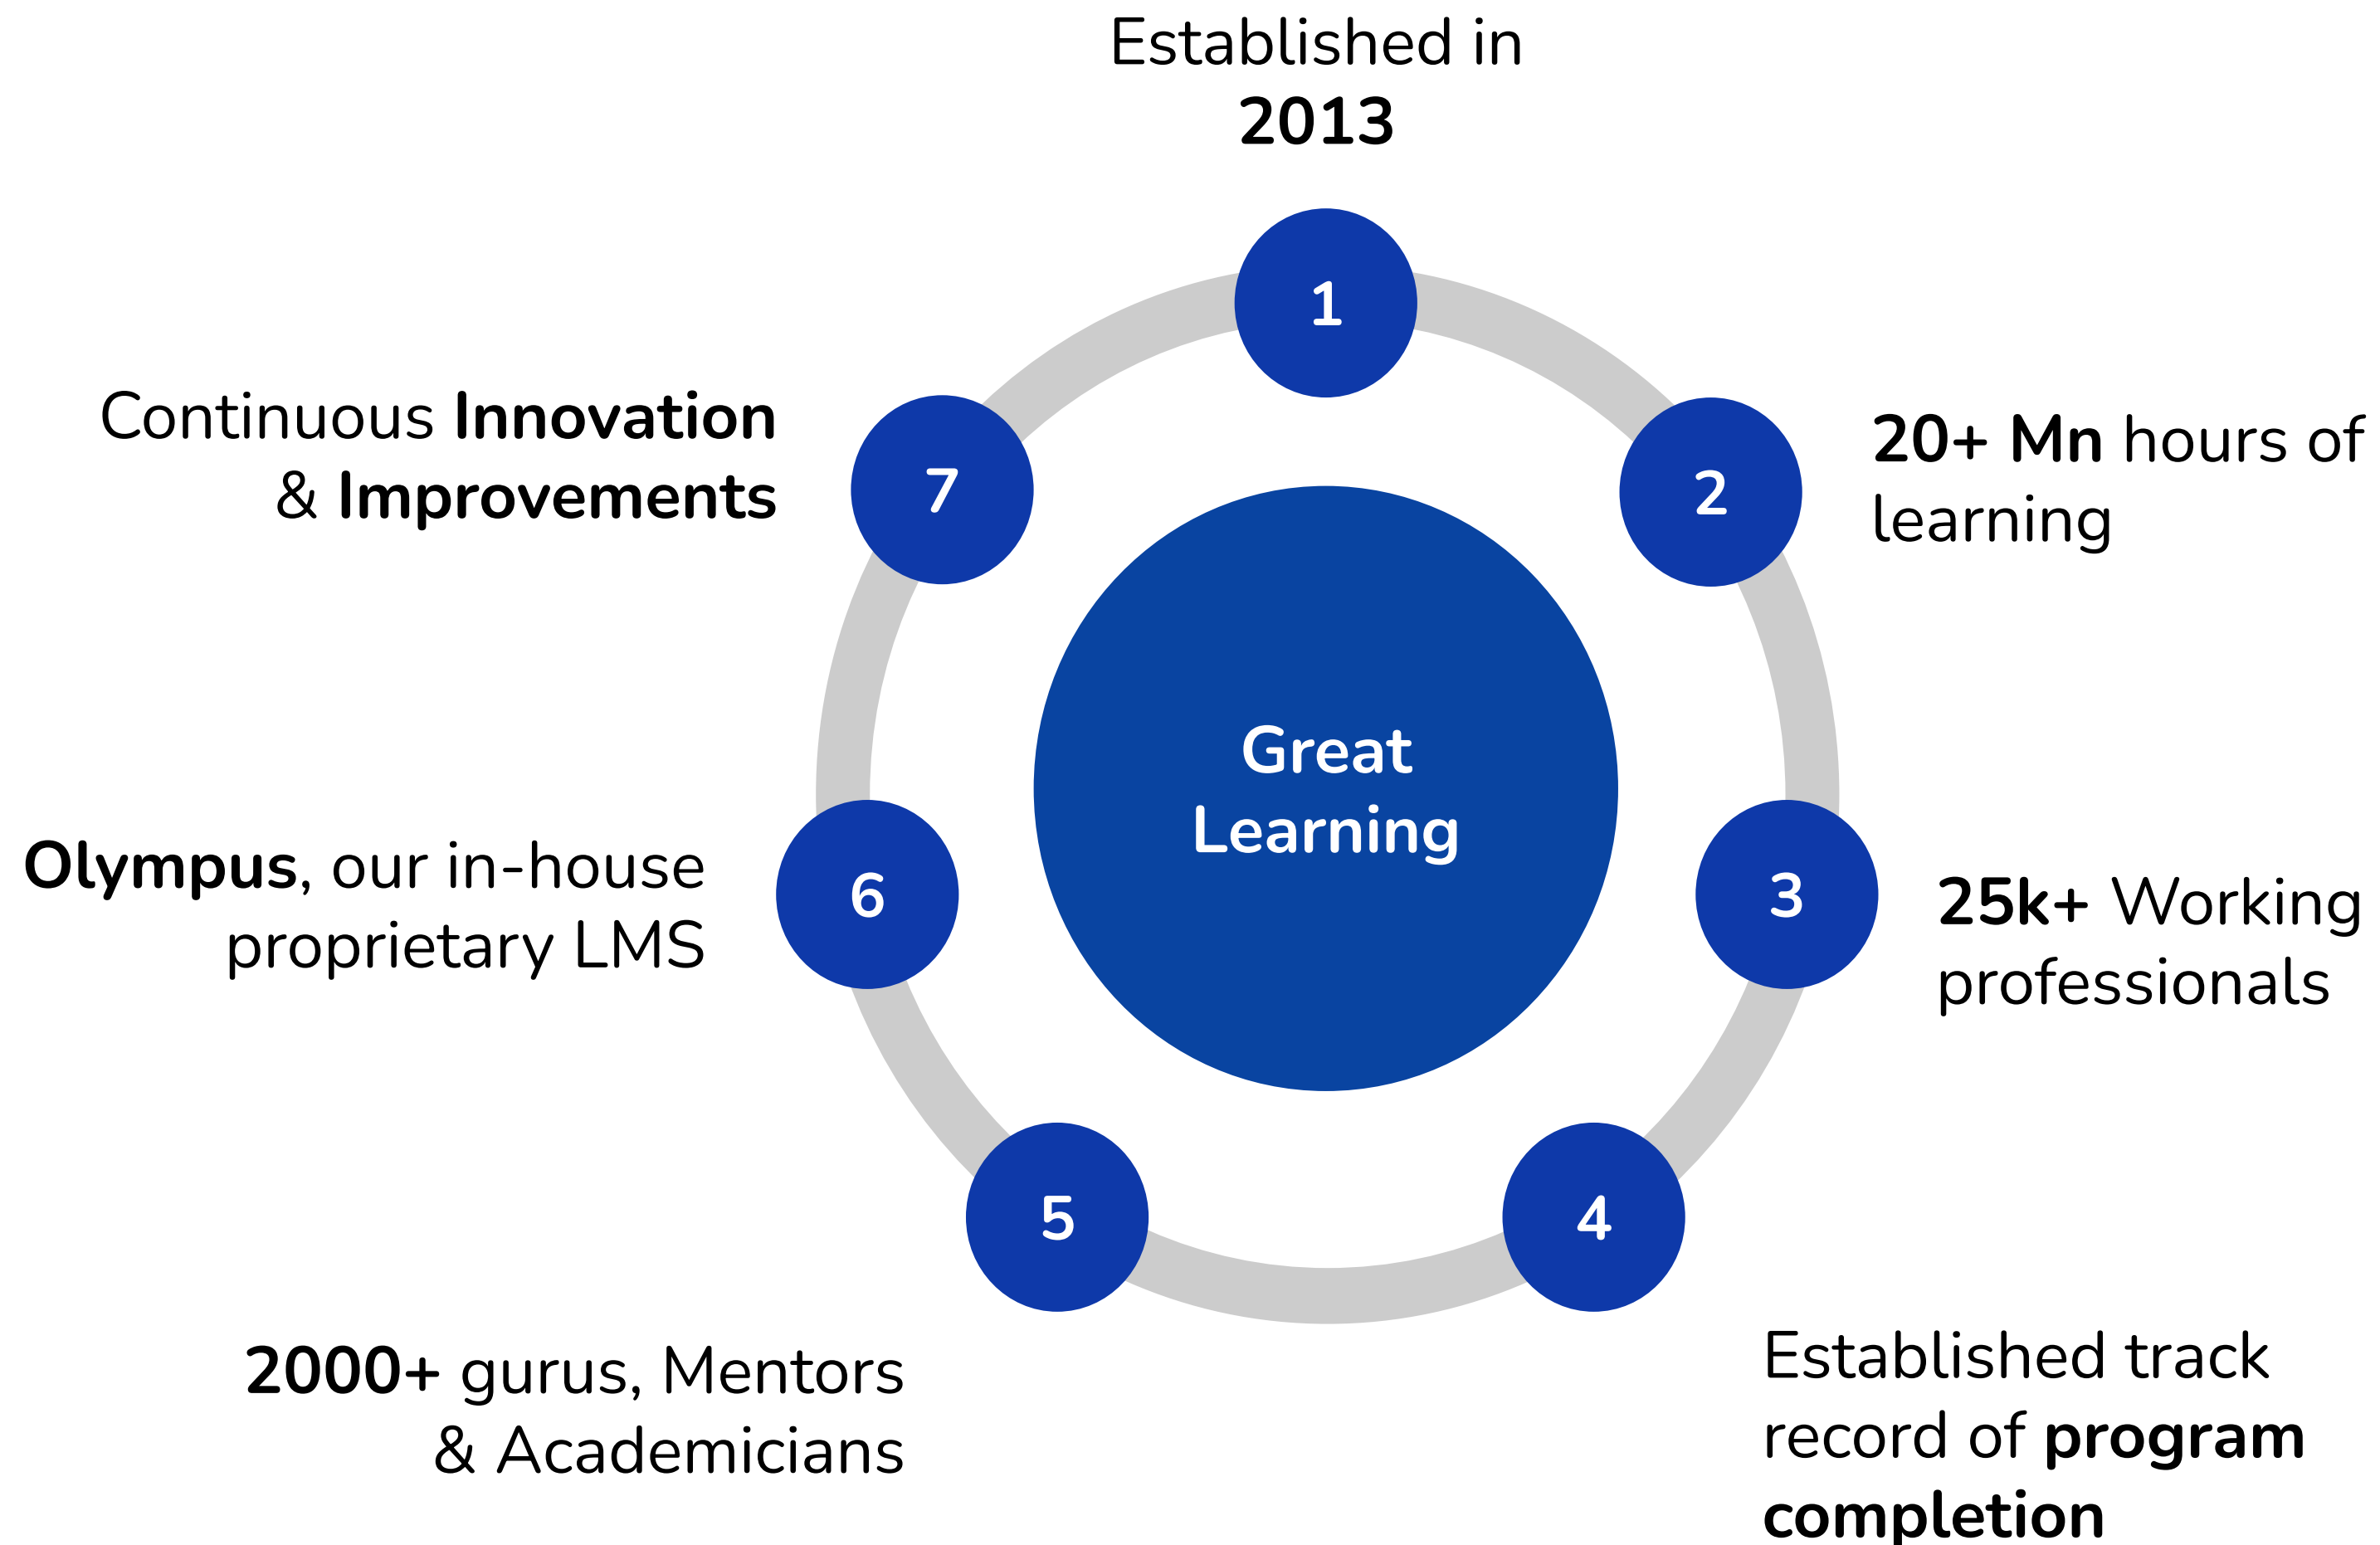 Established in
2013
1
2
20+ Mn hours of
learning
3
25k+ Working
professionals
4
Established track
record of program
completion
5
2000+ gurus, Mentors
& Academicians
6
Olympus, our in-house
proprietary LMS
7
Continuous Innovation
& Improvements
Great
Learning